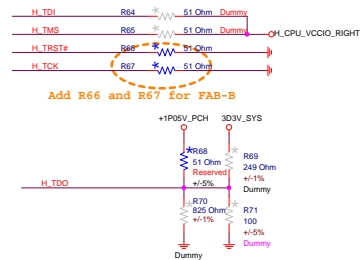 H_TDI R64 51 Ohm Dummy
H_TMS R65 51 Ohm Dummy
H_CPU_VCCIO_RIGHT
H_TRST# R66 51 Ohm
H_TCK R67 51 Ohm
Add R66 and R67 for FAB-B
+1P05V_PCH 3D3V_SYS
R68
51 Ohm
Reserved
+/-5%
R69
249 Ohm
+/-1%
Dummy
H_TDO
R70
825 Ohm
+/-1%
Dummy
R71
100
+/-5%
Dummy